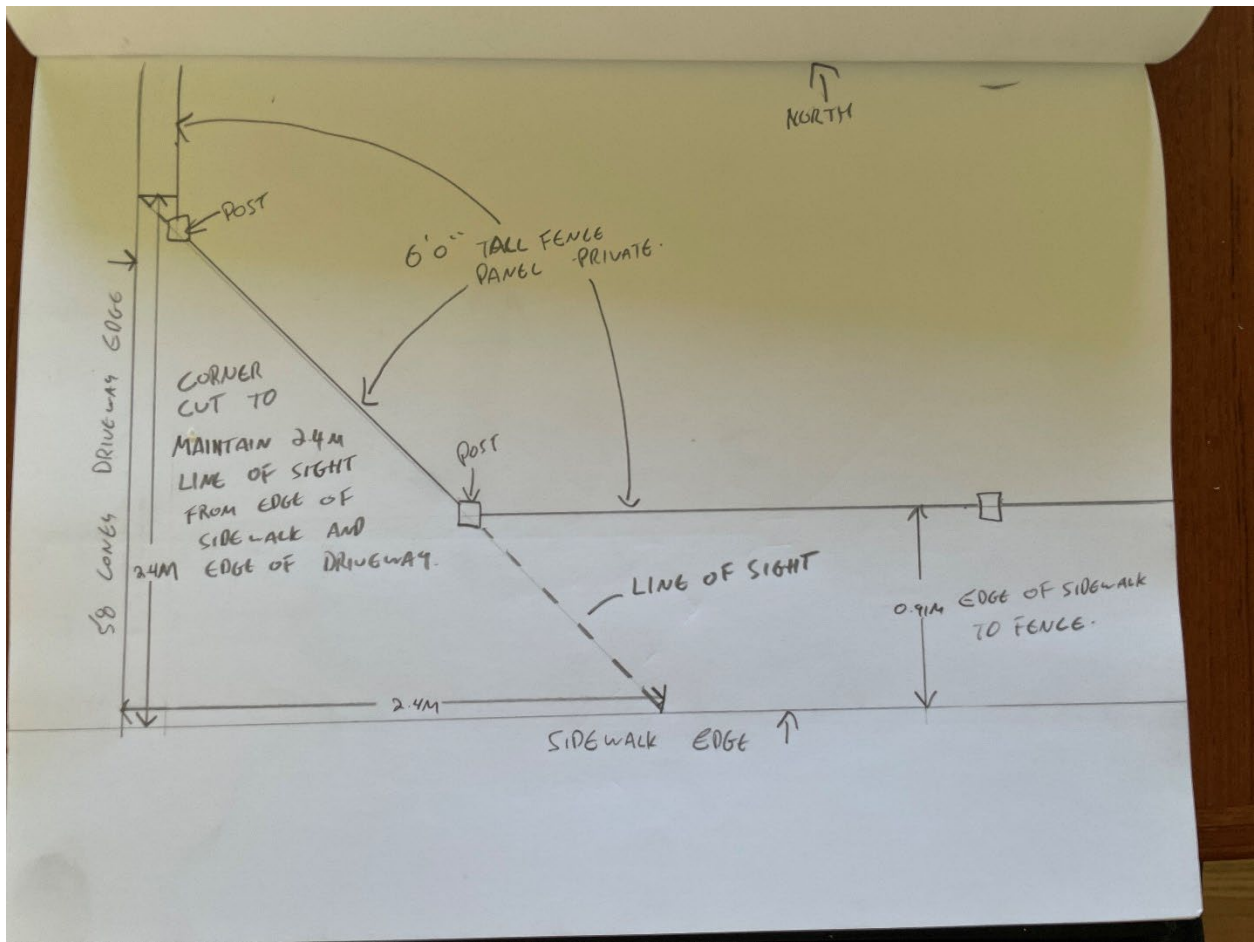 NORTH
POST
6'0" TALL FENCE
PANEL PRIVATE.
58 CONEY DRIVEWAY EDGE
CORNER
CUT TO
MAINTAIN 2.4M
LINE OF SIGHT
FROM EDGE OF
SIDEWALK AND
EDGE OF DRIVEWAY.
2.4M
POST
LINE OF SIGHT
0.91M EDGE OF SIDEWALK
TO FENCE.
2.4M
SIDEWALK EDGE